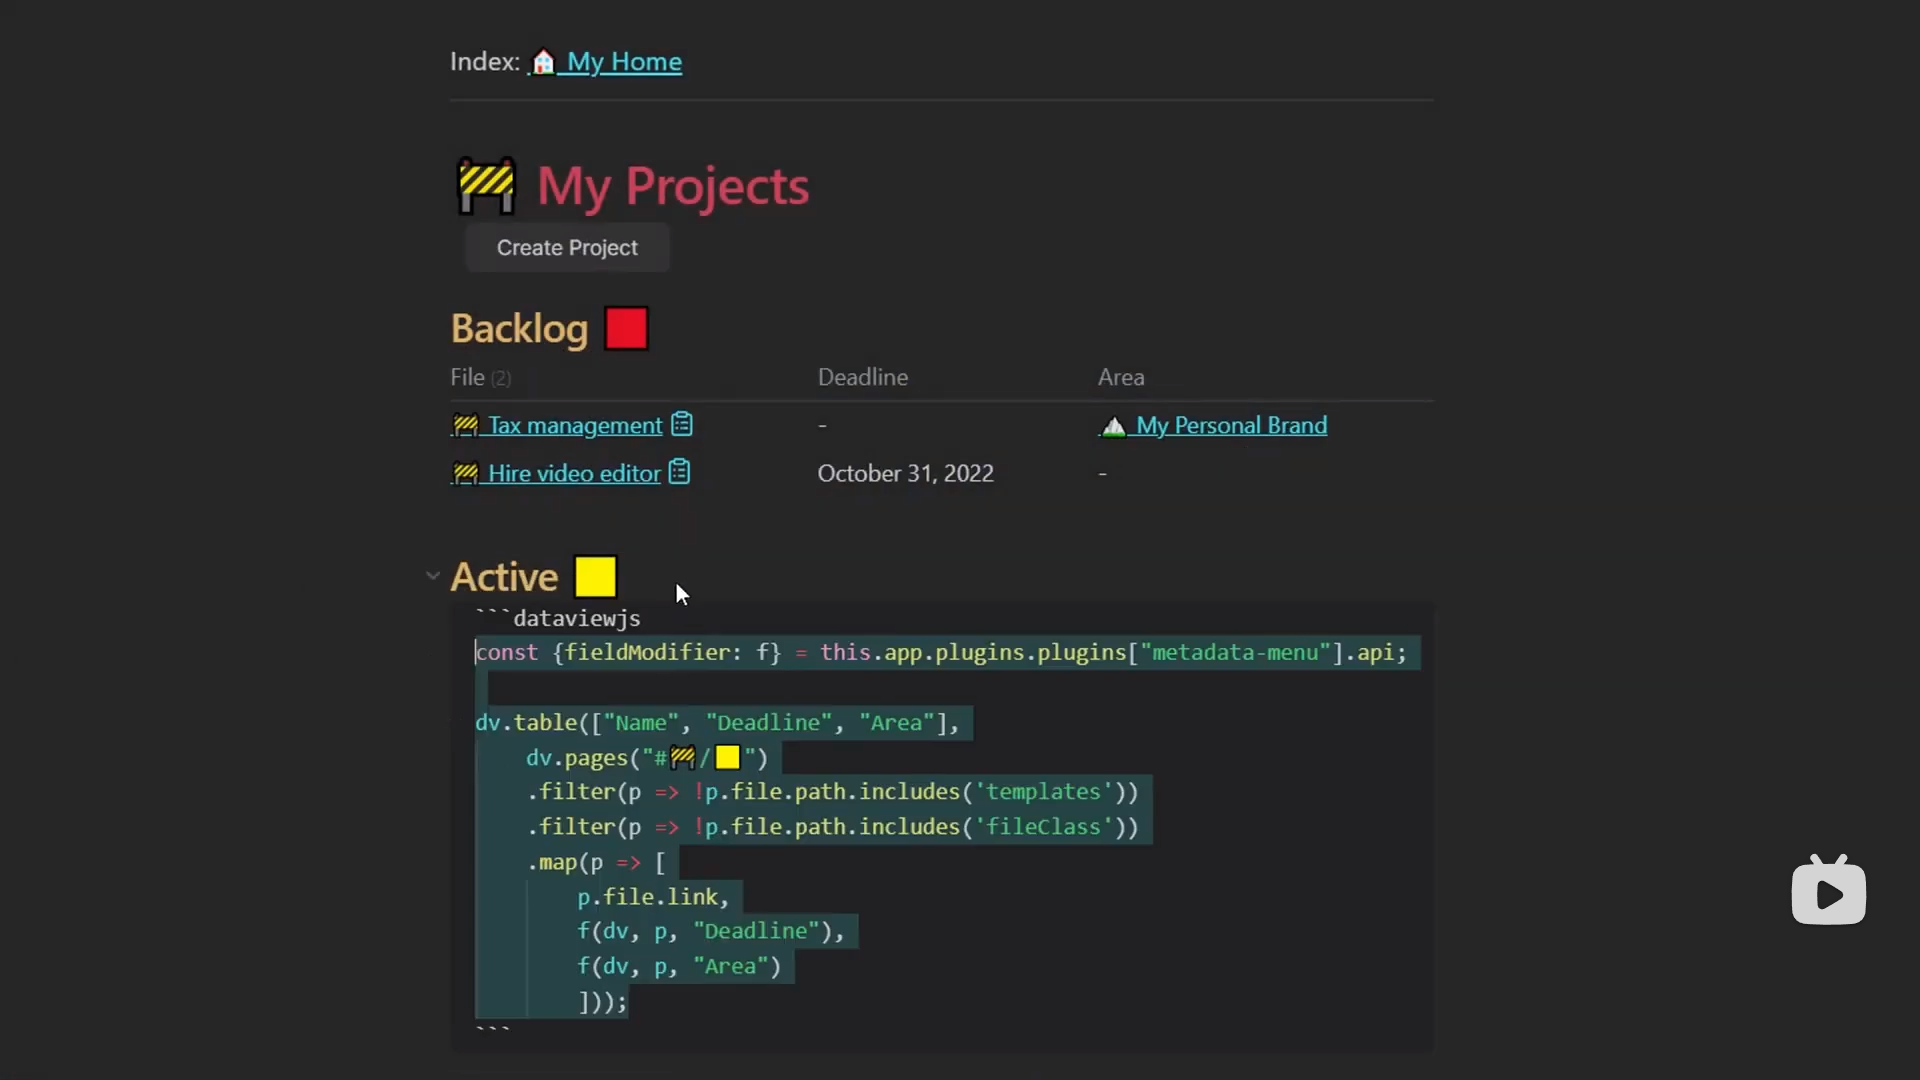 Index: 🏠 My Home
🚧 My Projects
Create Project
Backlog 🟥
File (2) Deadline Area
🚧 Tax management - ⛰️ My Personal Brand
🚧 Hire video editor October 31, 2022 -
Active 🟨
```dataviewjs
const {fieldModifier: f} = this.app.plugins.plugins["metadata-menu"].api;
dv.table(["Name", "Deadline", "Area"],
dv.pages("#🚧/🟨")
.filter(p => !p.file.path.includes('templates'))
.filter(p => !p.file.path.includes('fileClass'))
.map(p => [
p.file.link,
f(dv, p, "Deadline"),
f(dv, p, "Area")
]));
```